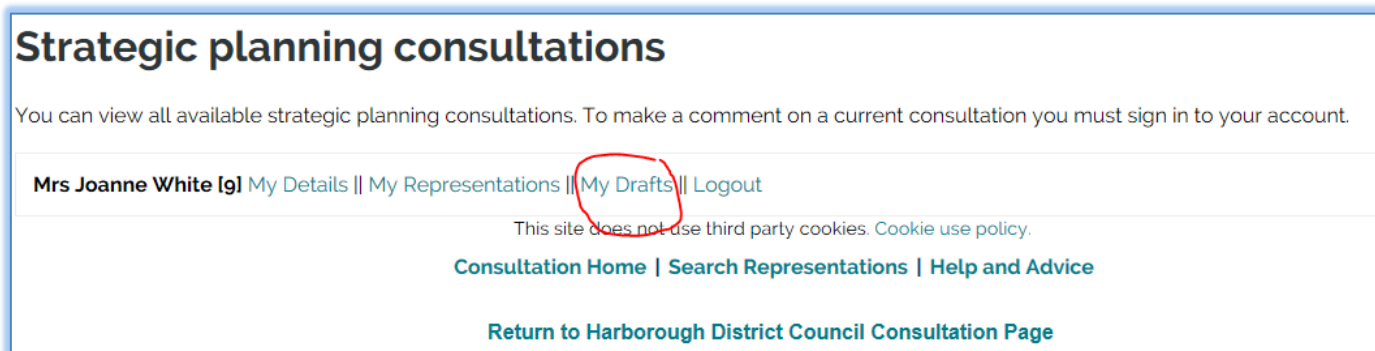 Strategic planning consultations
You can view all available strategic planning consultations. To make a comment on a current consultation you must sign in to your account.
Mrs Joanne White [9] My Details || My Representations || My Drafts || Logout
This site does not use third party cookies. Cookie use policy.
Consultation Home | Search Representations | Help and Advice
Return to Harborough District Council Consultation Page